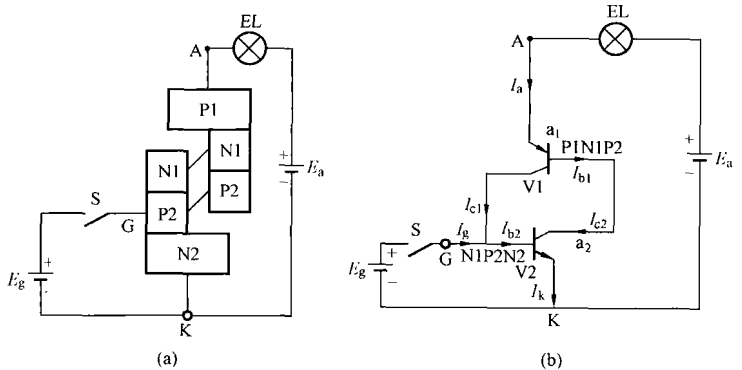 EL
A
P1
N1
N1
P2
P2
S
G
N2
+
Ea
−
+
Eg
−
K
(a)
EL
A
Ia
a1
P1N1P2
Ib1
V1
+
Ea
−
Ic1
Ic2
S
Ig
Ib2
a2
G
N1P2N2
V2
+
Eg
−
Ik
K
(b)